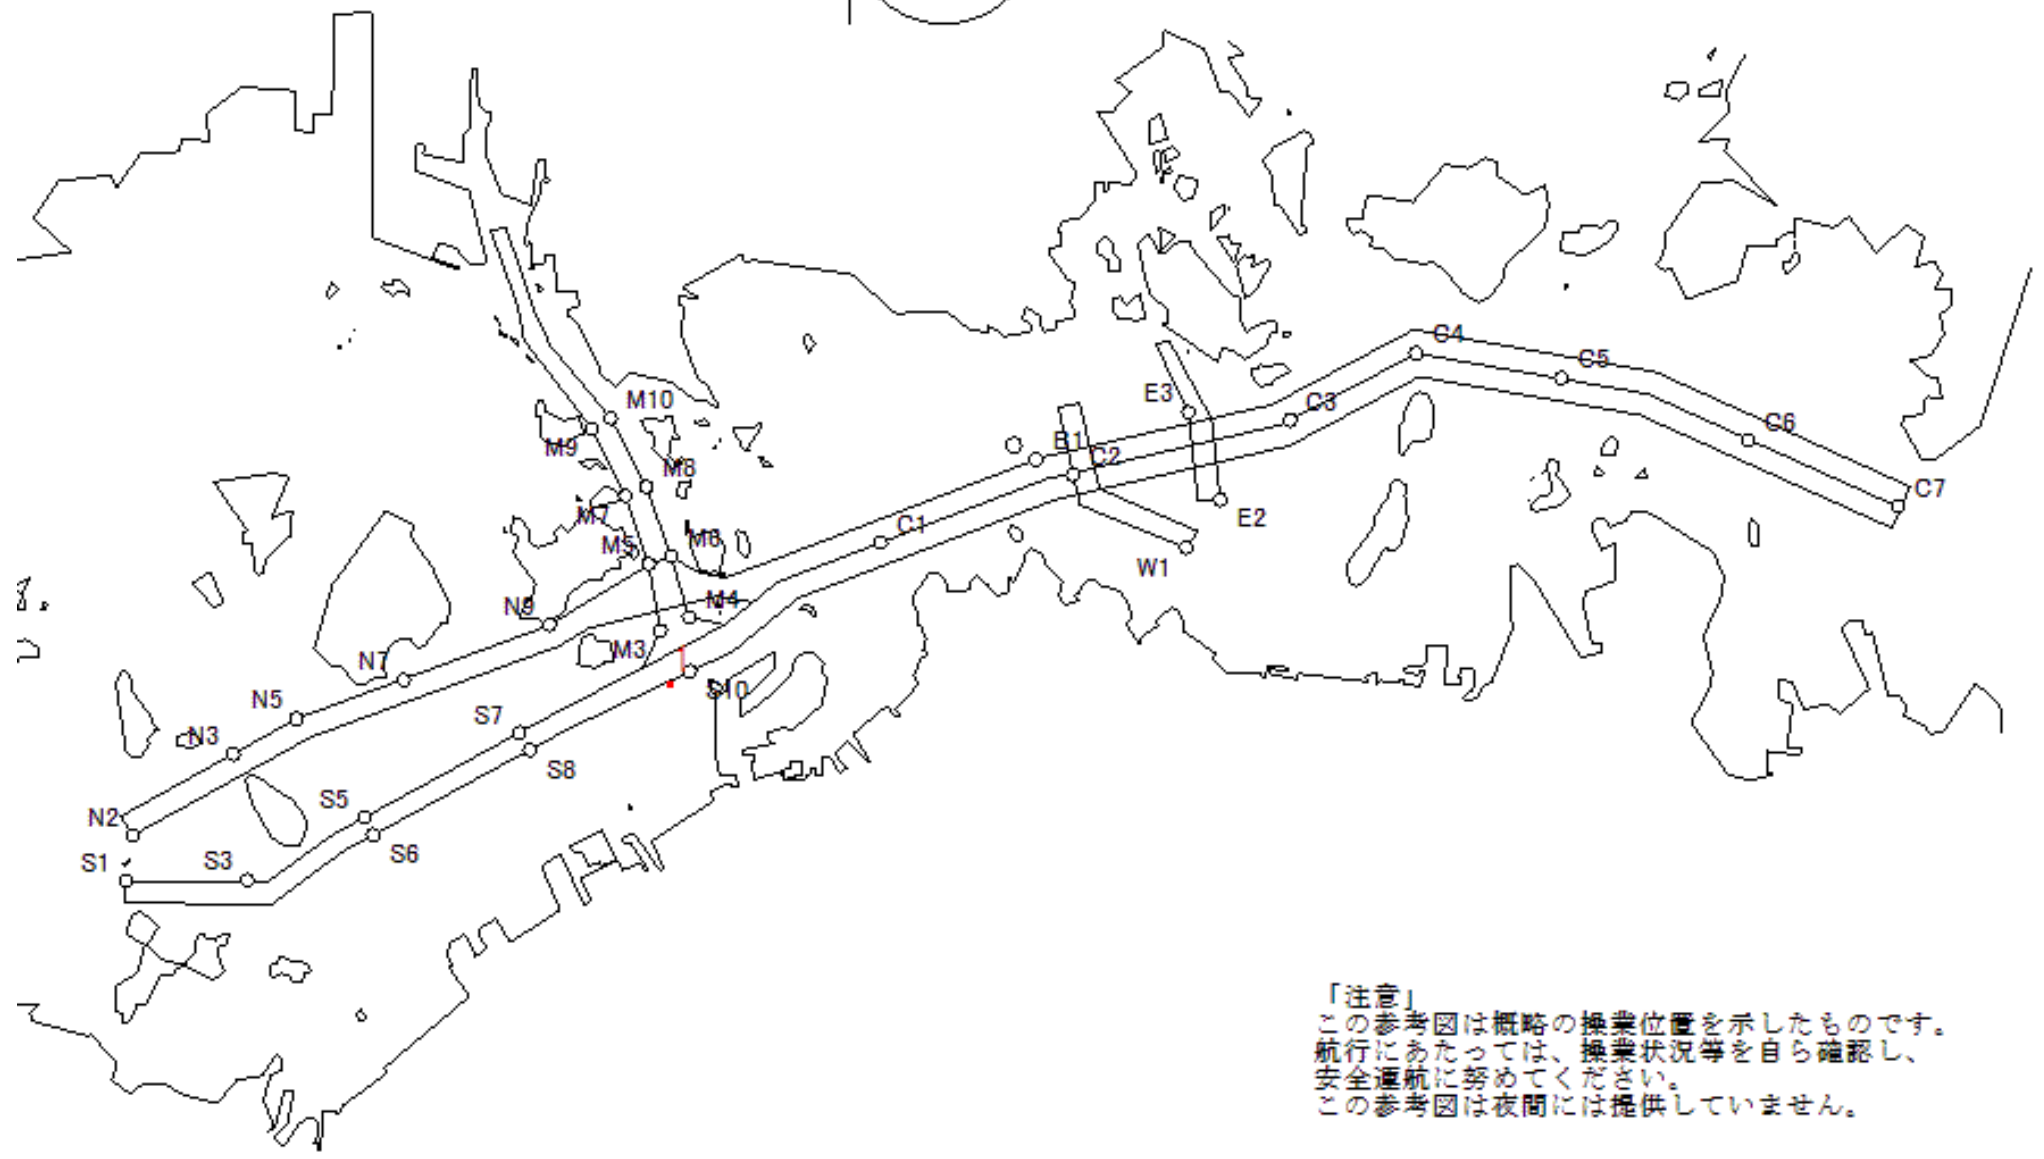 C4
C5
M10
E3
C3
C6
M9
B1
C2
M8
C7
M7
C1
E2
M5
M6
W1
N9
M4
M3
N7
S10
N5
S7
N3
S8
S5
N2
S6
S1
S3
「注意」
この参考図は概略の操業位置を示したものです。
航行にあたっては、操業状況等を自ら確認し、
安全運航に努めてください。
この参考図は夜間には提供していません。